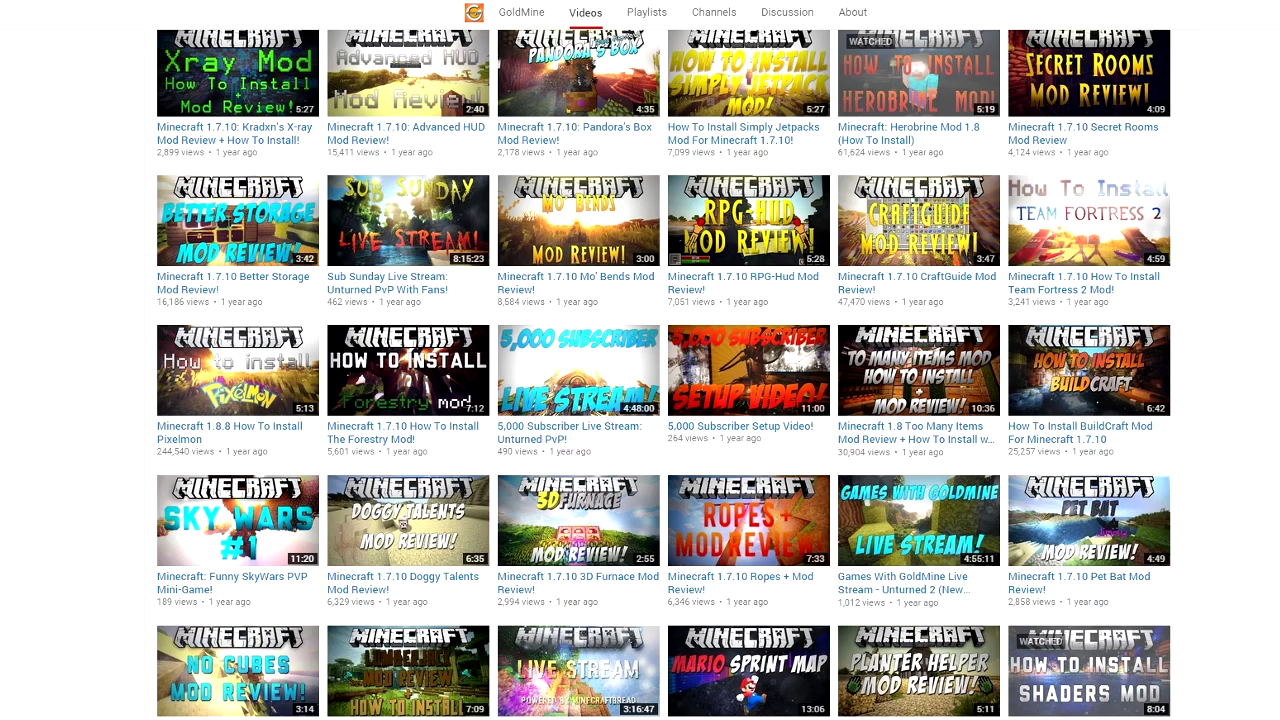 GoldMine Videos Playlists Channels Discussion About
MINECRAFT
Xray Mod
How To Install
+
Mod Review!
5:27
Minecraft 1.7.10: Kradxn's X-ray
Mod Review + How To Install!
2,899 views • 1 year ago
MINECRAFT
Advanced HUD
Mod Review!
2:40
Minecraft 1.7.10: Advanced HUD
Mod Review!
15,411 views • 1 year ago
MINECRAFT
PANDORA'S BOX
4:35
Minecraft 1.7.10: Pandora's Box
Mod Review!
2,178 views • 1 year ago
MINECRAFT
HOW TO INSTALL
SIMPLY JETPACK
MOD!
5:27
How To Install Simply Jetpacks
Mod For Minecraft 1.7.10!
7,099 views • 1 year ago
WATCHED
MINECRAFT
HOW TO INSTALL
HEROBRINE MOD!
5:19
Minecraft: Herobrine Mod 1.8
(How To Install)
61,624 views • 1 year ago
MINECRAFT
SECRET ROOMS
MOD REVIEW!
4:09
Minecraft 1.7.10 Secret Rooms
Mod Review
4,124 views • 1 year ago
MINECRAFT
BETTER STORAGE
MOD REVIEW!
3:42
Minecraft 1.7.10 Better Storage
Mod Review!
16,186 views • 1 year ago
SUB SUNDAY
LIVE STREAM!
8:15:23
Sub Sunday Live Stream:
Unturned PvP With Fans!
462 views • 1 year ago
MINECRAFT
MO' BENDS
MOD REVIEW!
3:00
Minecraft 1.7.10 Mo' Bends Mod
Review!
8,584 views • 1 year ago
MINECRAFT
RPG-HUD
MOD REVIEW!
5:28
Minecraft 1.7.10 RPG-Hud Mod
Review!
7,051 views • 1 year ago
MINECRAFT
CRAFTGUIDE
MOD REVIEW!
3:47
Minecraft 1.7.10 CraftGuide Mod
Review!
47,470 views • 1 year ago
How To Install
TEAM FORTRESS 2
4:59
Minecraft 1.7.10 How To Install
Team Fortress 2 Mod!
3,241 views • 1 year ago
MINECRAFT
How to install
PIXELMON
5:13
Minecraft 1.8.8 How To Install
Pixelmon
244,540 views • 1 year ago
MINECRAFT
HOW TO INSTALL
Forestry mod
7:12
Minecraft 1.7.10 How To Install
The Forestry Mod!
5,601 views • 1 year ago
5,000 SUBSCRIBER
LIVE STREAM!
4:48:00
5,000 Subscriber Live Stream:
Unturned PvP!
490 views • 1 year ago
5,000 SUBSCRIBER
SETUP VIDEO!
11:00
5,000 Subscriber Setup Video!
264 views • 1 year ago
MINECRAFT
TO MANY ITEMS MOD
HOW TO INSTALL
+
MOD REVIEW!
10:36
Minecraft 1.8 Too Many Items
Mod Review + How To Install w...
30,904 views • 1 year ago
MINECRAFT
HOW TO INSTALL
BUILDCRAFT
6:42
How To Install BuildCraft Mod
For Minecraft 1.7.10
25,257 views • 1 year ago
MINECRAFT
SKY WARS
#1
11:20
Minecraft: Funny SkyWars PVP
Mini-Game!
189 views • 1 year ago
MINECRAFT
DOGGY TALENTS
MOD REVIEW!
6:35
Minecraft 1.7.10 Doggy Talents
Mod Review!
6,329 views • 1 year ago
MINECRAFT
3D FURNACE
MOD REVIEW!
2:55
Minecraft 1.7.10 3D Furnace Mod
Review!
2,994 views • 1 year ago
MINECRAFT
ROPES+
MOD REVIEW!
7:33
Minecraft 1.7.10 Ropes + Mod
Review!
6,346 views • 1 year ago
GAMES WITH GOLDMINE
LIVE STREAM!
4:55:11
Games With GoldMine Live
Stream - Unturned 2 (New...
1,012 views • 1 year ago
MINECRAFT
PET BAT
MOD REVIEW!
4:49
Minecraft 1.7.10 Pet Bat Mod
Review!
2,858 views • 1 year ago
MINECRAFT
NO CUBES
MOD REVIEW!
3:14
MINECRAFT
TIMBERJACK
MOD REVIEW
+
HOW TO INSTALL
7:09
MINECRAFT
LIVE STREAM
POWERED BY MINECRAFTBREAD
3:16:47
MINECRAFT
MARIO SPRINT MAP
13:06
MINECRAFT
PLANTER HELPER
MOD REVIEW!
5:11
WATCHED
MINECRAFT
HOW TO INSTALL
SHADERS MOD
8:04